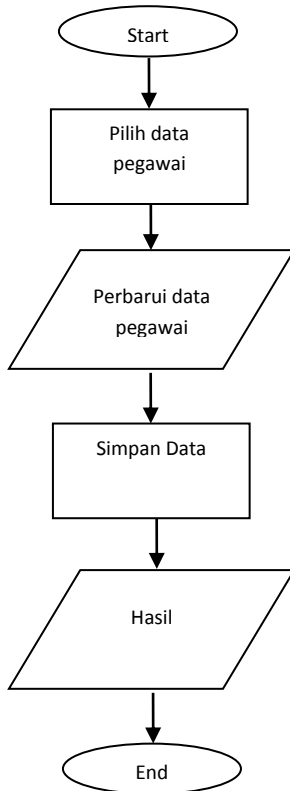 Start
Pilih data
pegawai
Perbarui data
pegawai
Simpan Data
Hasil
End